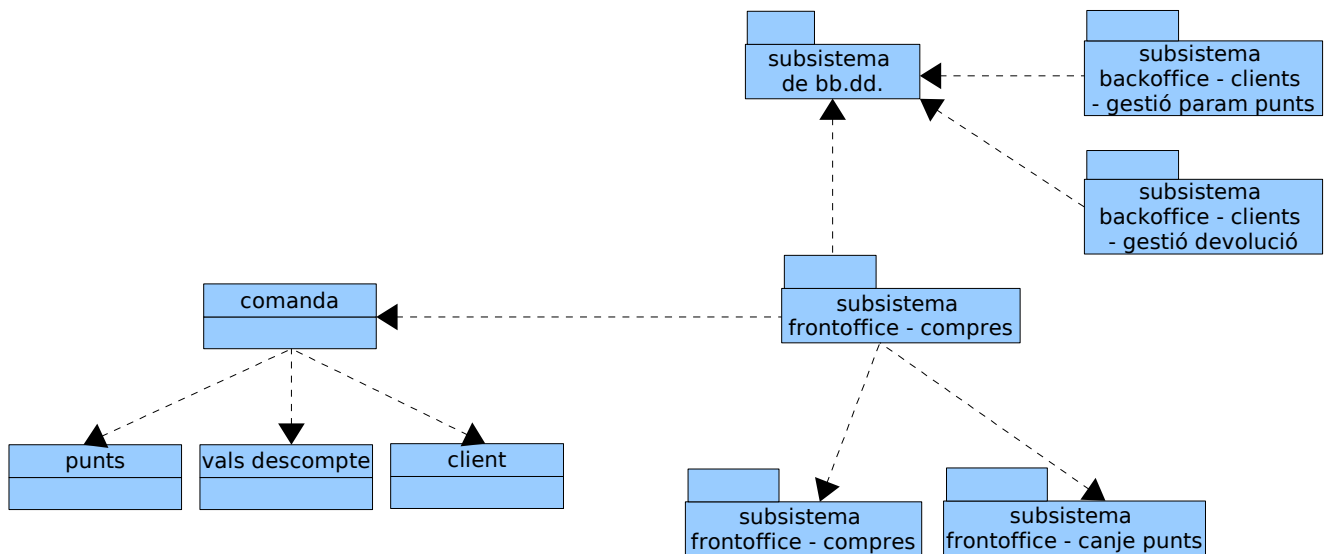 subsistema
de bb.dd.
subsistema
backoffice - clients
- gestió param punts
subsistema
backoffice - clients
- gestió devolució
comanda
subsistema
frontoffice - compres
punts
vals descompte
client
subsistema
frontoffice - compres
subsistema
frontoffice - canje punts